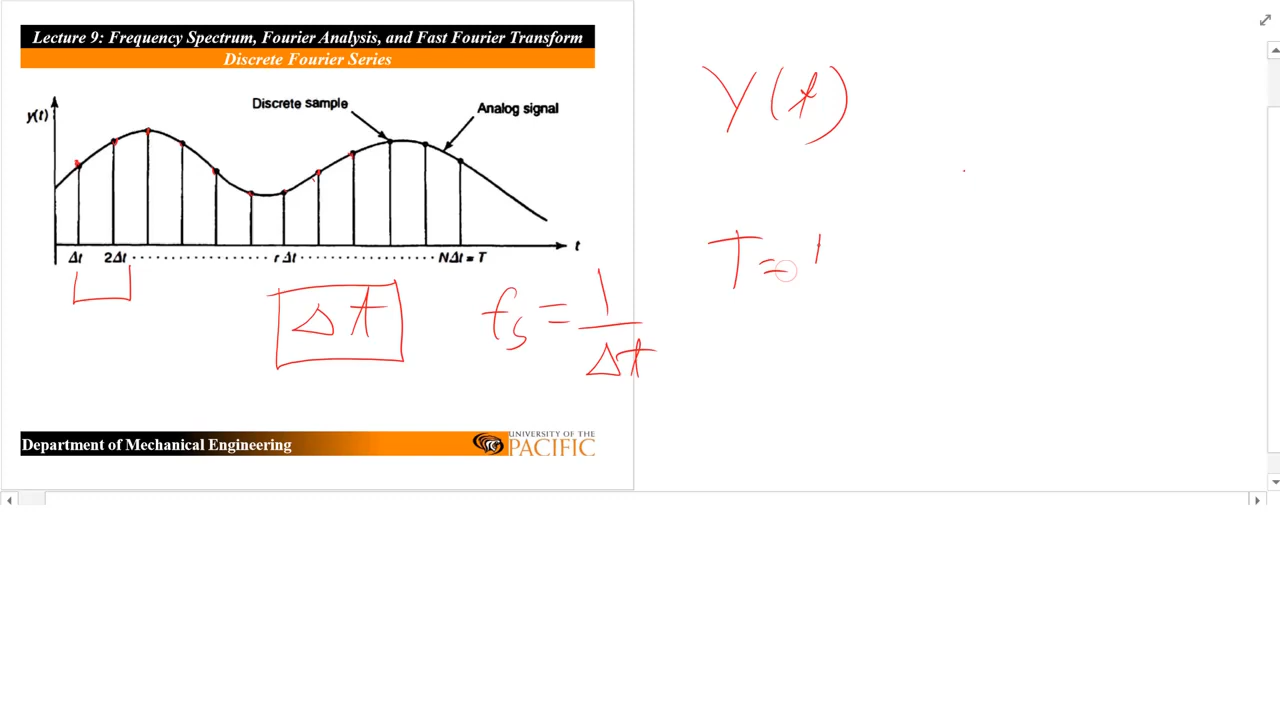 Lecture 9: Frequency Spectrum, Fourier Analysis, and Fast Fourier Transform
Discrete Fourier Series
y(t)
Discrete sample
Analog signal
t
Δt 2Δt ............... r Δt ............... NΔt = T
Δt
fs = 1/Δt
Department of Mechanical Engineering
UNIVERSITY OF THE
PACIFIC
Y(t)
T =